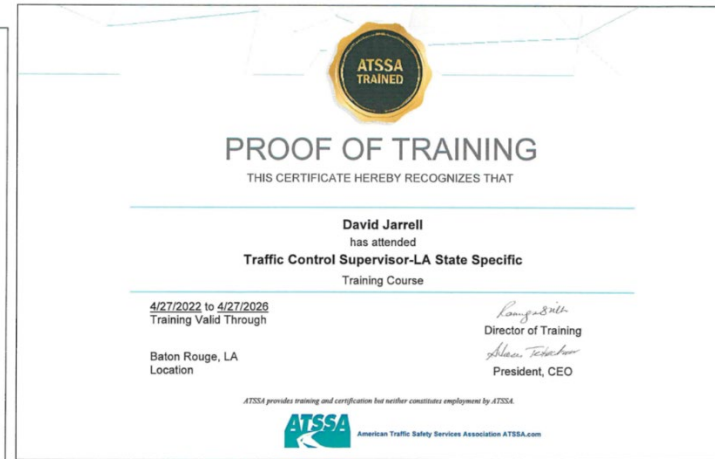 ATSSA
TRAINED
PROOF OF TRAINING
THIS CERTIFICATE HEREBY RECOGNIZES THAT
David Jarrell
has attended
Traffic Control Supervisor-LA State Specific
Training Course
4/27/2022 to 4/27/2026
Training Valid Through
Director of Training
Baton Rouge, LA
Location
President, CEO
ATSSA provides training and certification but neither constitutes employment by ATSSA.
ATSSA
American Traffic Safety Services Association ATSSA.com